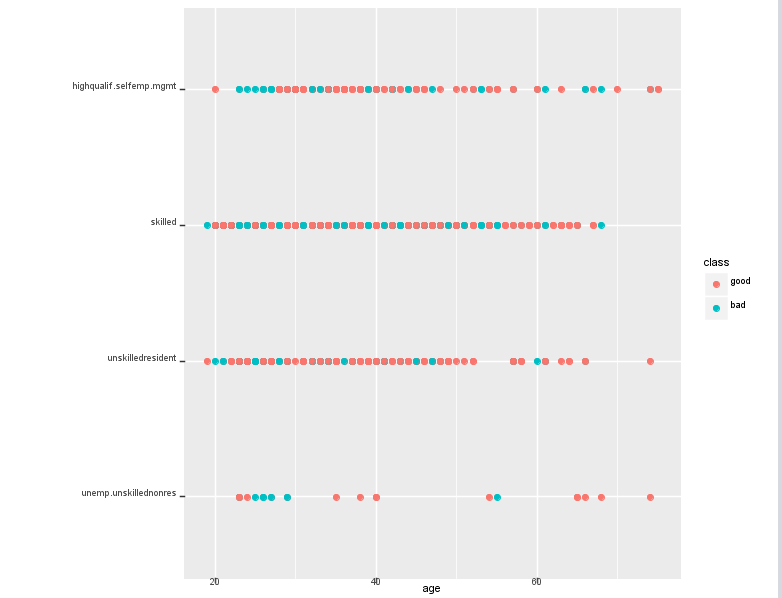 highqualif.selfemp.mgmt
skilled
unskilledresident
unemp.unskillednonres
20 40 60
age
class
good
bad